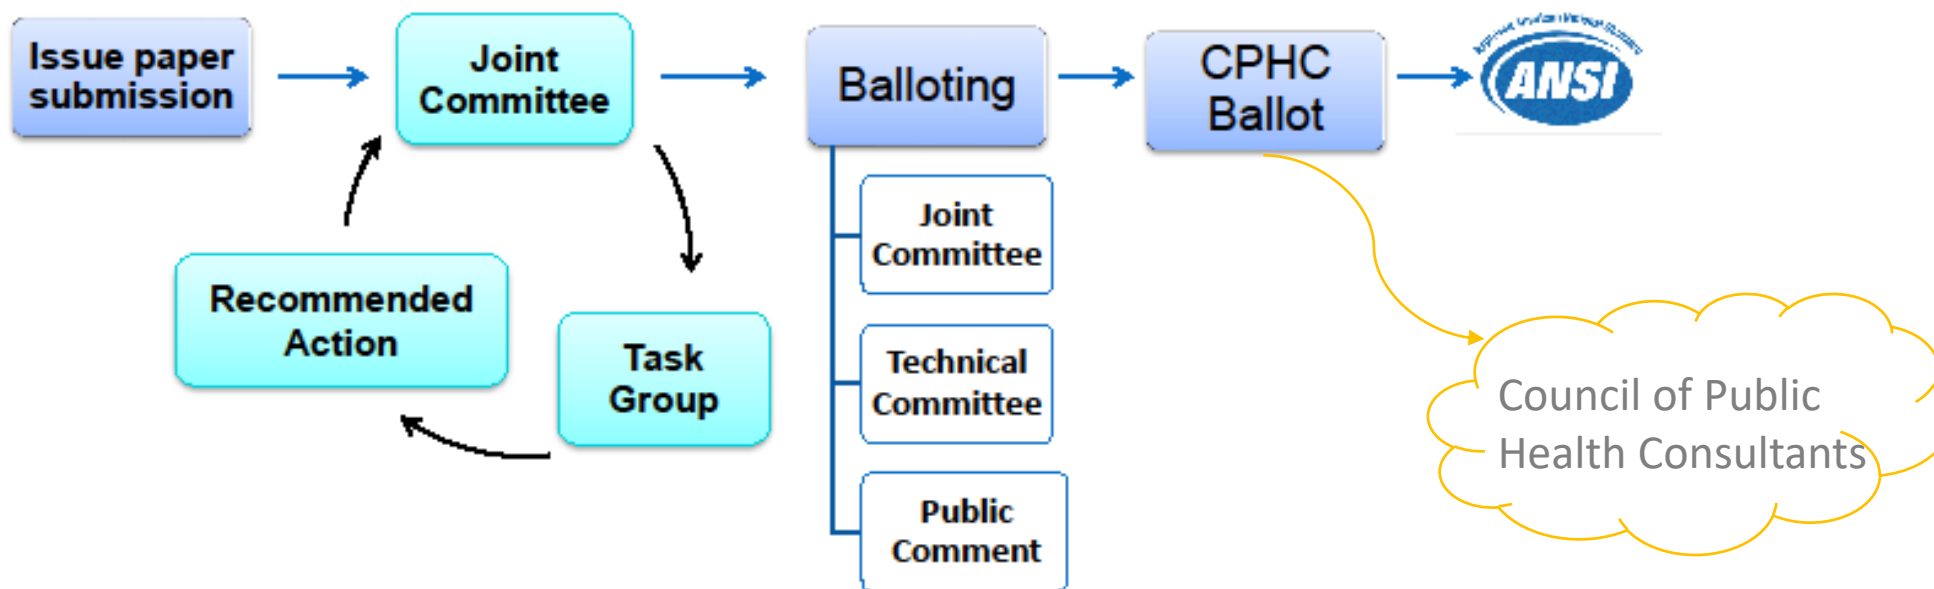 Issue paper
submission
Joint
Committee
Balloting
CPHC
Ballot
ANSI
Recommended
Action
Task
Group
Joint
Committee
Technical
Committee
Public
Comment
Council of Public
Health Consultants